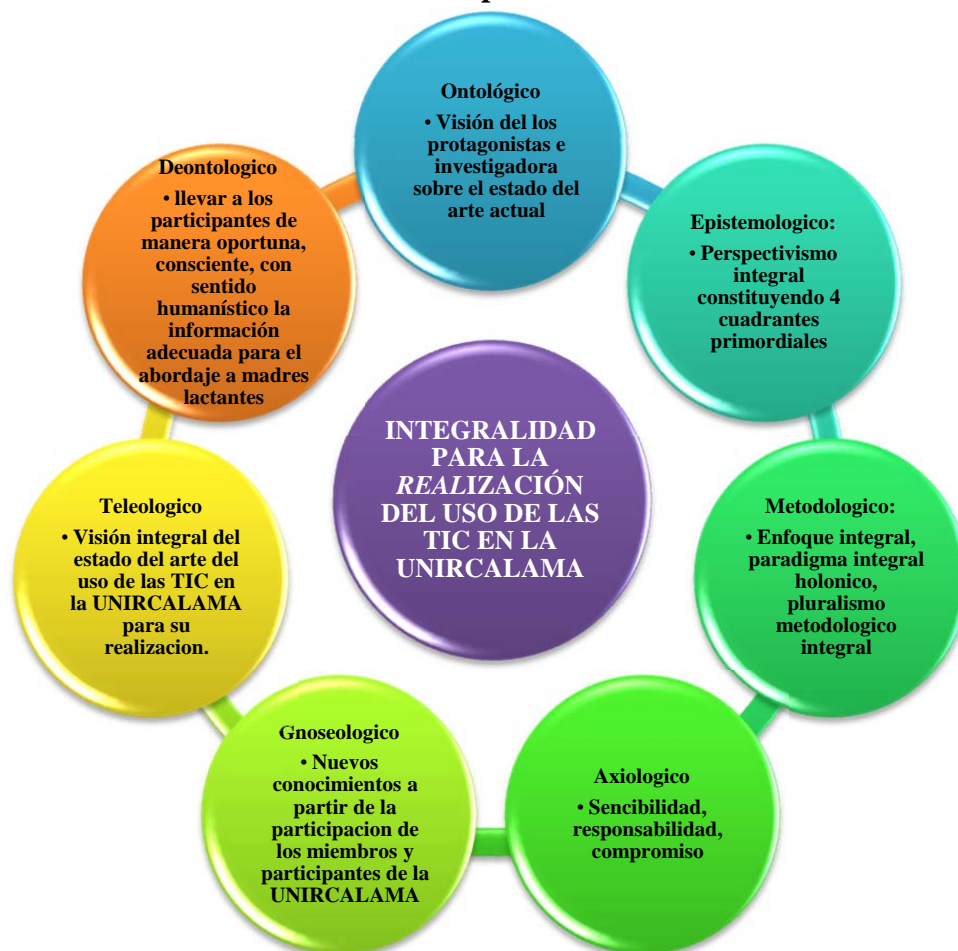 Ontológico
• Visión del los
protagonistas e
investigadora
sobre el estado del
arte actual
Epistemologico:
• Perspectivismo
integral
constituyendo 4
cuadrantes
primordiales
Metodologico:
• Enfoque integral,
paradigma integral
holonico,
pluralismo
metodologico
integral
Axiologico
• Sencibilidad,
responsabilidad,
compromiso
Gnoseologico
• Nuevos
conocimientos a
partir de la
participacion de
los miembros y
participantes de la
UNIRCALAMA
Teleologico
• Visión integral del
estado del arte del
uso de las TIC en
la UNIRCALAMA
para su
realizacion.
Deontologico
• llevar a los
participantes de
manera oportuna,
consciente, con
sentido
humanístico la
información
adecuada para el
abordaje a madres
lactantes
INTEGRALIDAD
PARA LA
REALIZACIÓN
DEL USO DE LAS
TIC EN LA
UNIRCALAMA